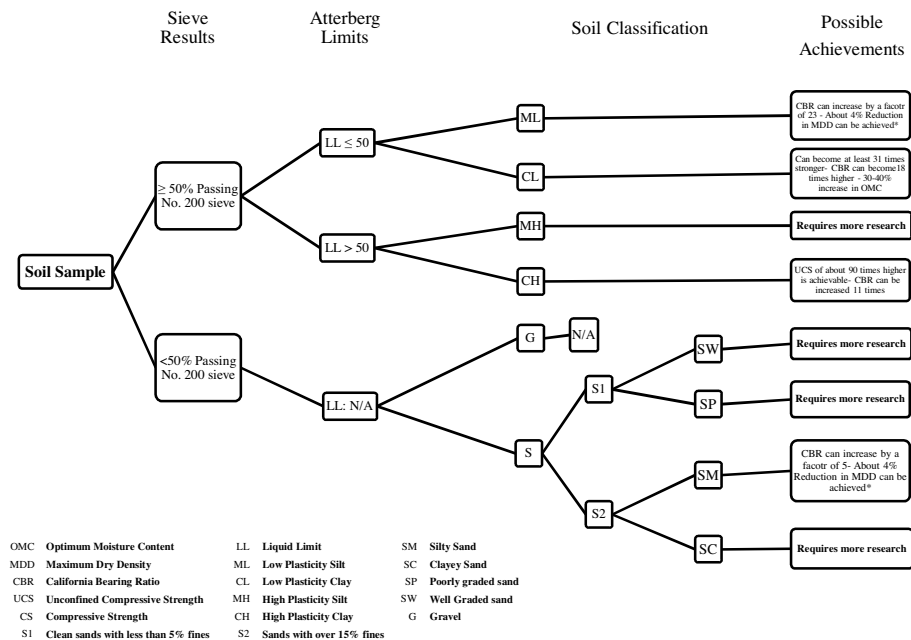 Sieve
Results
Atterberg
Limits
Soil Classification
Possible
Achievements
Soil Sample
≥ 50% Passing
No. 200 sieve
<50% Passing
No. 200 sieve
LL ≤ 50
LL > 50
LL: N/A
ML
CL
MH
CH
G
N/A
S
S1
S2
SW
SP
SM
SC
CBR can increase by a facotr
of 23 - About 4% Reduction
in MDD can be achieved*
Can become at least 31 times
stronger- CBR can become18
times higher - 30-40%
increase in OMC
Requires more research
UCS of about 90 times higher
is achievable- CBR can be
increased 11 times
Requires more research
Requires more research
CBR can increase by a
facotr of 5- About 4%
Reduction in MDD can be
achieved*
Requires more research
OMC Optimum Moisture Content
MDD Maximum Dry Density
CBR California Bearing Ratio
UCS Unconfined Compressive Strength
CS Compressive Strength
S1 Clean sands with less than 5% fines
LL Liquid Limit
ML Low Plasticity Silt
CL Low Plasticity Clay
MH High Plasticity Silt
CH High Plasticity Clay
S2 Sands with over 15% fines
SM Silty Sand
SC Clayey Sand
SP Poorly graded sand
SW Well Graded sand
G Gravel